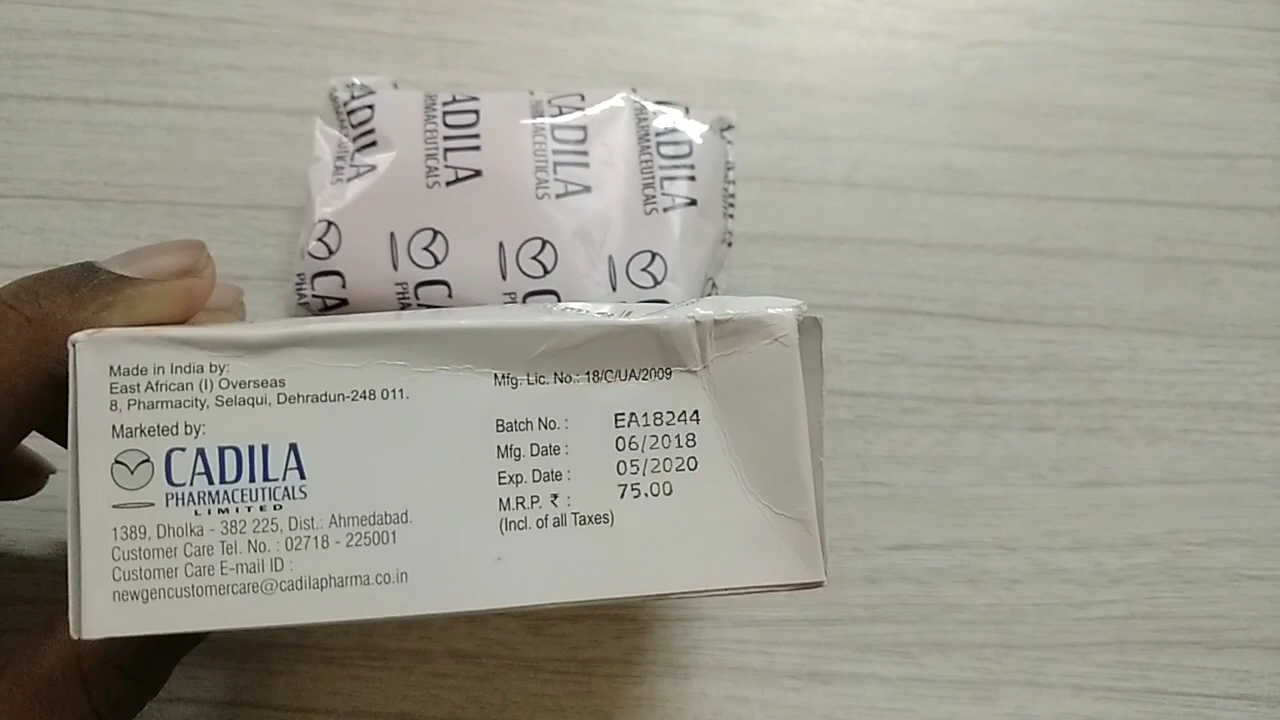 CADILA
PHARMACEUTICALS
CADILA
PHARMACEUTICALS
CADILA
PHARMACEUTICALS
Made in India by:
East African (I) Overseas
8, Pharmacity, Selaqui, Dehradun-248 011.
Marketed by:
CADILA
PHARMACEUTICALS
LIMITED
1389, Dholka - 382 225, Dist.: Ahmedabad.
Customer Care Tel. No. : 02718 - 225001
Customer Care E-mail ID :
newgencustomercare@cadilapharma.co.in
Mfg. Lic. No.: 18/C/UA/2009
Batch No. : EA18244
Mfg. Date : 06/2018
Exp. Date : 05/2020
M.R.P. ₹ : 75.00
(Incl. of all Taxes)